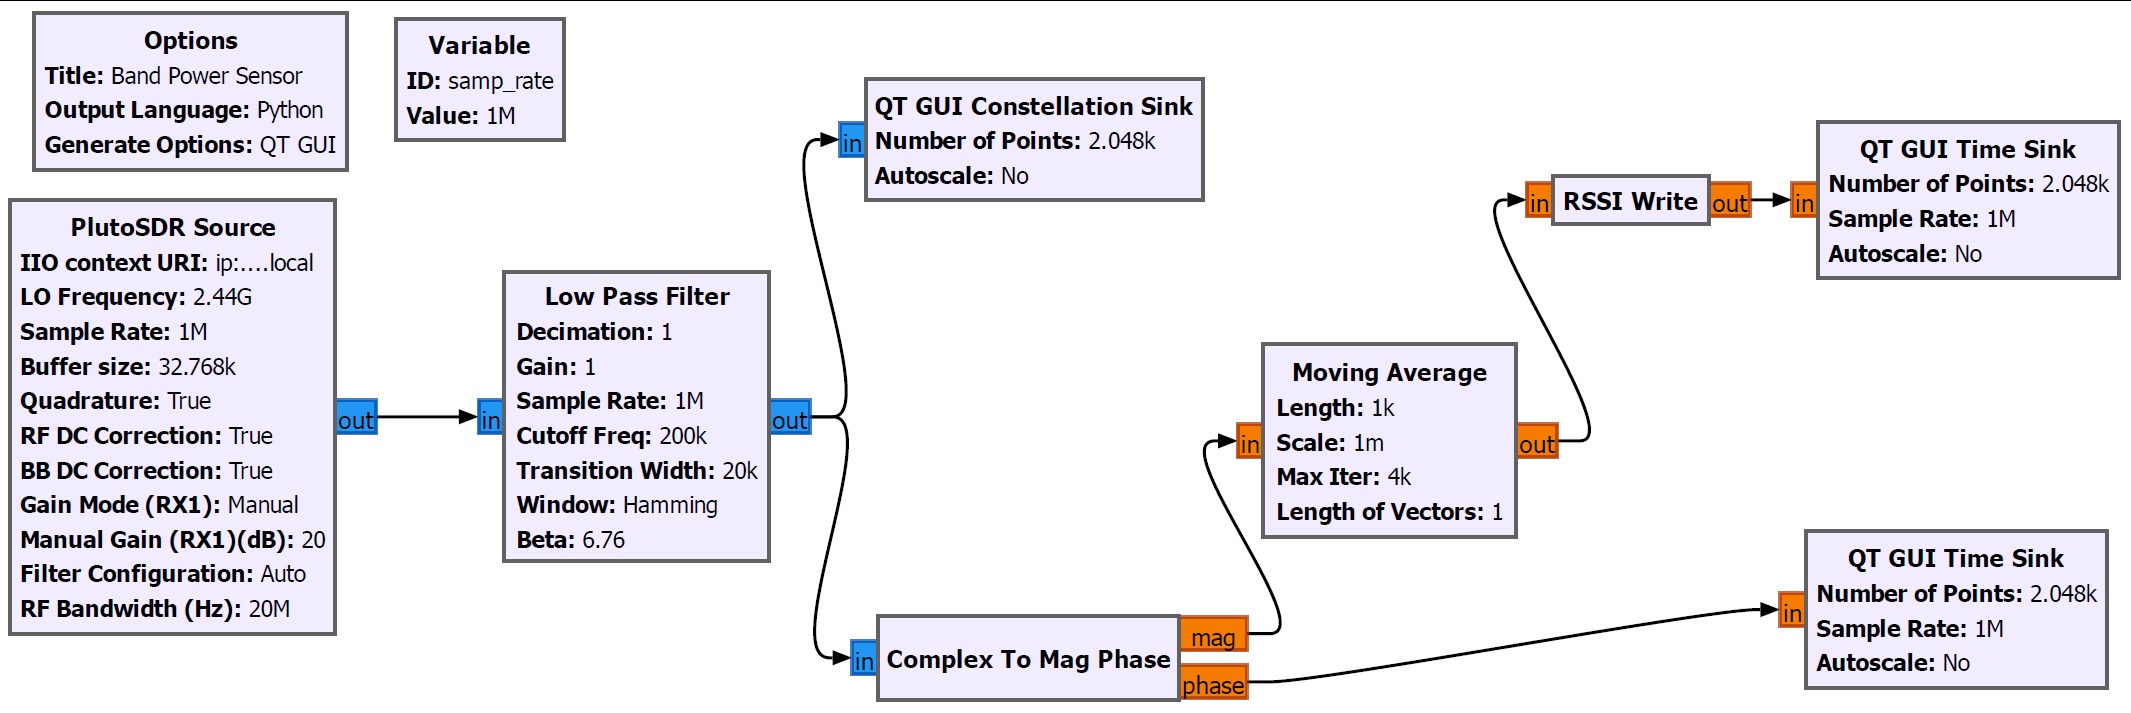 Options
Title: Band Power Sensor
Output Language: Python
Generate Options: QT GUI
Variable
ID: samp_rate
Value: 1M
PlutoSDR Source
IIO context URI: ip:....local
LO Frequency: 2.44G
Sample Rate: 1M
Buffer size: 32.768k
Quadrature: True
RF DC Correction: True
BB DC Correction: True
Gain Mode (RX1): Manual
Manual Gain (RX1)(dB): 20
Filter Configuration: Auto
RF Bandwidth (Hz): 20M
out
in
Low Pass Filter
Decimation: 1
Gain: 1
Sample Rate: 1M
Cutoff Freq: 200k
Transition Width: 20k
Window: Hamming
Beta: 6.76
out
in
QT GUI Constellation Sink
Number of Points: 2.048k
Autoscale: No
in
Complex To Mag Phase
mag
phase
in
Moving Average
Length: 1k
Scale: 1m
Max Iter: 4k
Length of Vectors: 1
out
in
RSSI Write
out
in
QT GUI Time Sink
Number of Points: 2.048k
Sample Rate: 1M
Autoscale: No
in
QT GUI Time Sink
Number of Points: 2.048k
Sample Rate: 1M
Autoscale: No